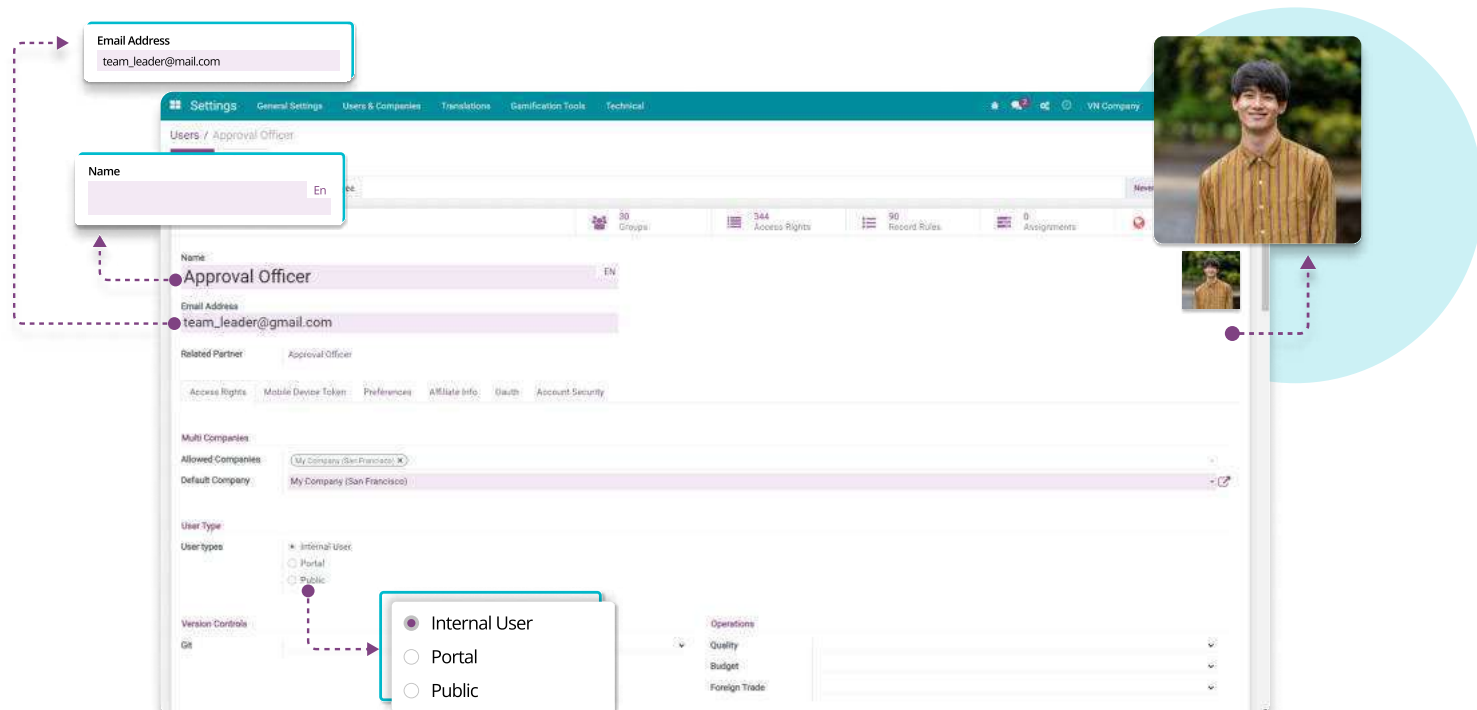 Email Address
team_leader@mail.com
Settings General Settings Users & Companies Translations Gamification Tools Technical 2 VN Company
Users / Approval Officer
Name
En
30 Groups 344 Access Rights 90 Record Rules 0 Assignments
Name
Approval Officer EN
Email Address
team_leader@gmail.com
Related Partner Approval Officer
Access Rights Mobile Device Token Preferences Affiliate Info Oauth Account Security
Multi Companies
Allowed Companies My Company (San Francisco) ×
Default Company My Company (San Francisco)
User Type
User types Internal User
Portal
Public
Internal User
Portal
Public
Version Controls Operations
Git Quality
Budget
Foreign Trade